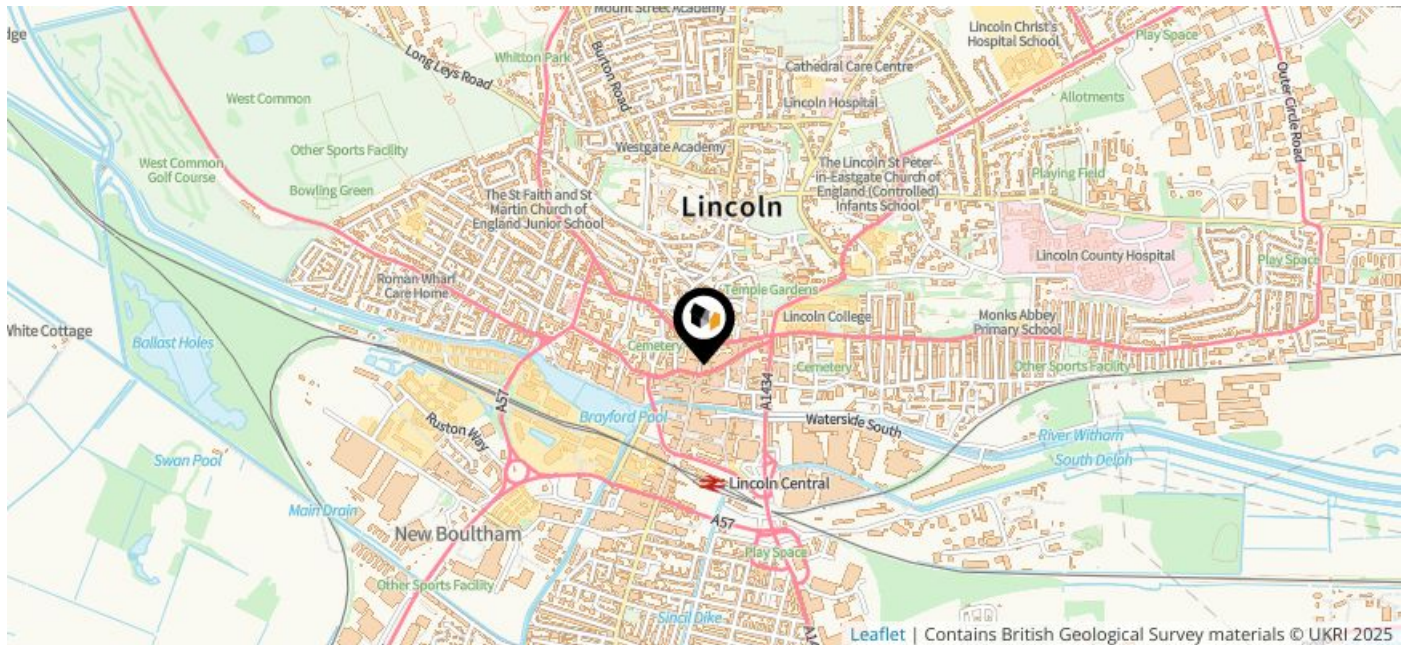 Mount Street Academy
dge
Long Leys Road
Burton Road
Whitton Park
Lincoln Christ's
Hospital School
Play Space
Outer Circle Road
Cathedral Care Centre
West Common
20
Lincoln Hospital
Allotments
Other Sports Facility
Westgate Academy
West Common
Golf Course
Bowling Green
The St Faith and St
Martin Church of
England Junior School
Lincoln
The Lincoln St Peter
-in-Eastgate Church of
England (Controlled)
Infants School
Playing Field
Lincoln County Hospital
Play Space
Roman Wharf
Care Home
Temple Gardens
White Cottage
Ballast Holes
Cemetery
Lincoln College
Monks Abbey
Primary School
Cemetery
Other Sports Facility
A57
A1434
Brayford Pool
Ruston Way
Waterside South
River Witham
South Delph
Swan Pool
Lincoln Central
Main Drain
New Boultham
A57
Play Space
Other Sports Facility
Sincil Dike
Leaflet | Contains British Geological Survey materials © UKRI 2025